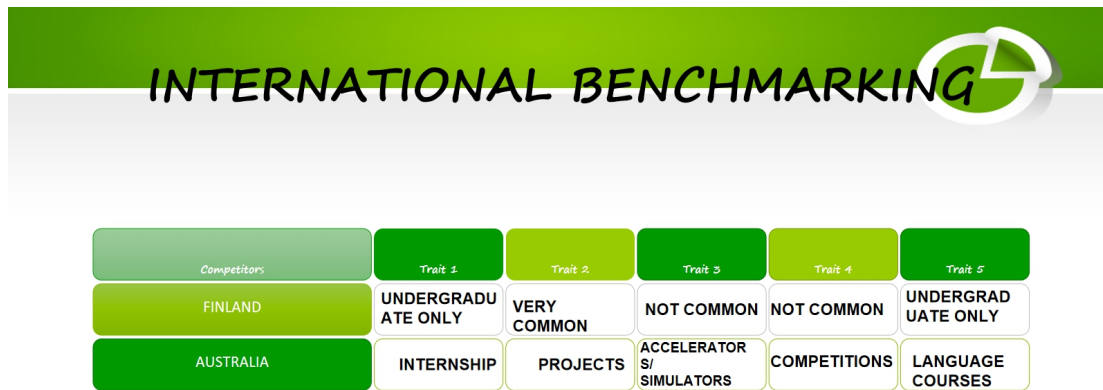 INTERNATIONAL BENCHMARKING
Competitors Trait 1 Trait 2 Trait 3 Trait 4 Trait 5
FINLAND UNDERGRADU
ATE ONLY VERY
COMMON NOT COMMON NOT COMMON UNDERGRAD
UATE ONLY
AUSTRALIA INTERNSHIP PROJECTS ACCELERATOR
S/
SIMULATORS COMPETITIONS LANGUAGE
COURSES